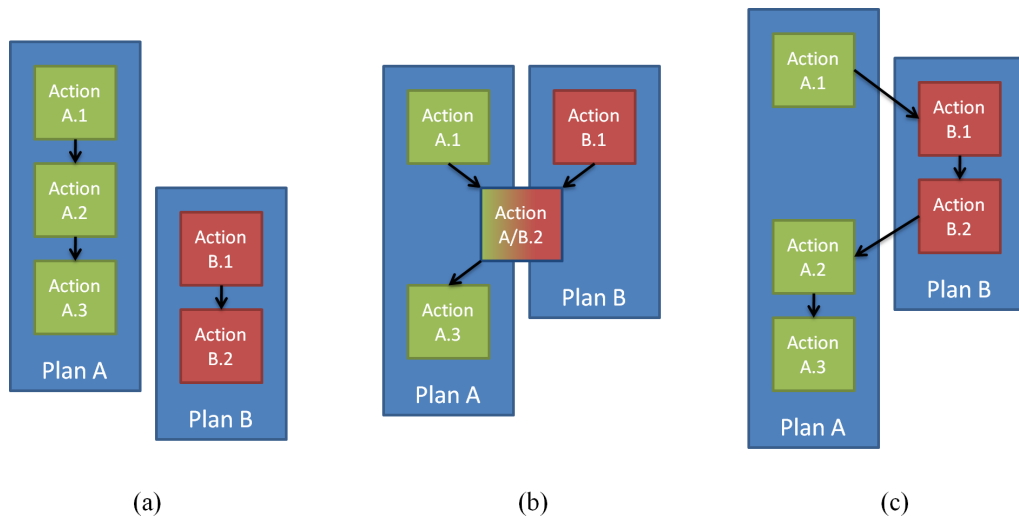 Action
A.1
Action
A.2
Action
A.3
Plan A
Action
B.1
Action
B.2
Plan B
(a)
Action
A.1
Action
B.1
Action
A/B.2
Action
A.3
Plan A
Plan B
(b)
Action
A.1
Action
B.1
Action
B.2
Action
A.2
Action
A.3
Plan A
Plan B
(c)